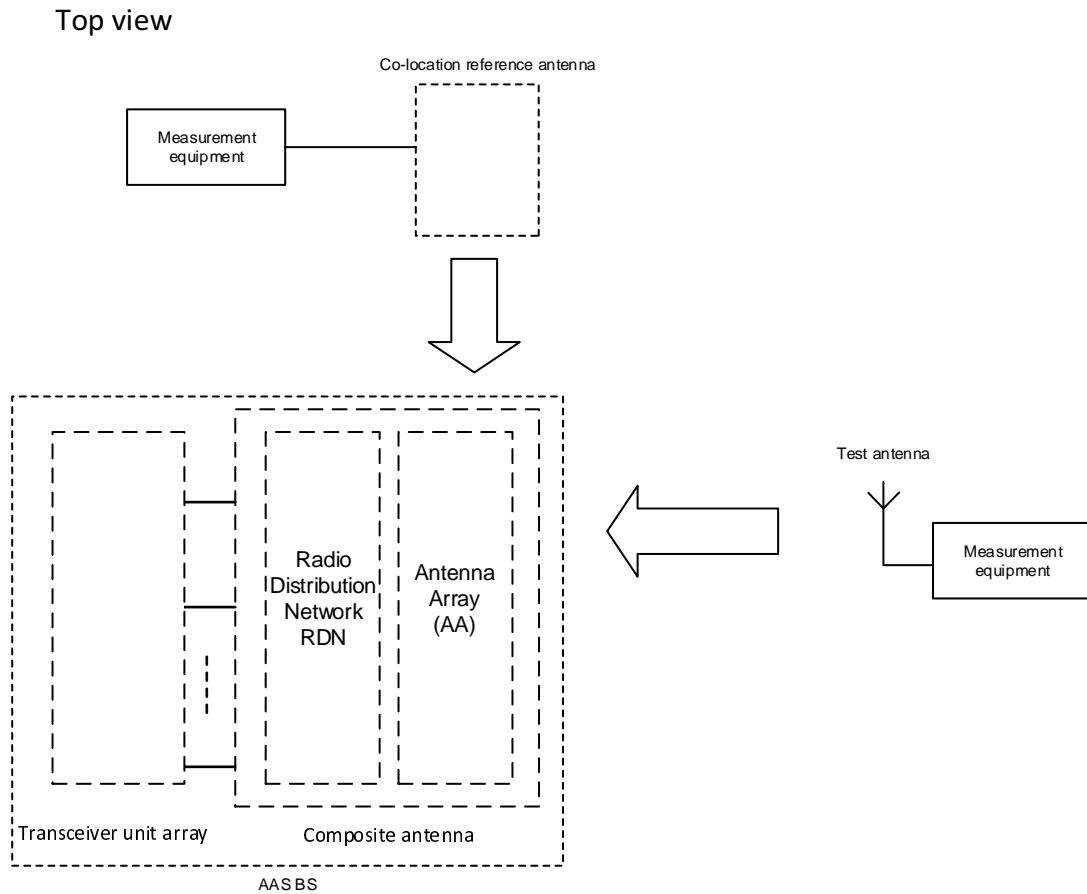 Top view
Co-location reference antenna
Measurement
equipment
Test antenna
Measurement
equipment
Radio
Distribution
Network
RDN
Antenna
Array
(AA)
Transceiver unit array
Composite antenna
AAS BS